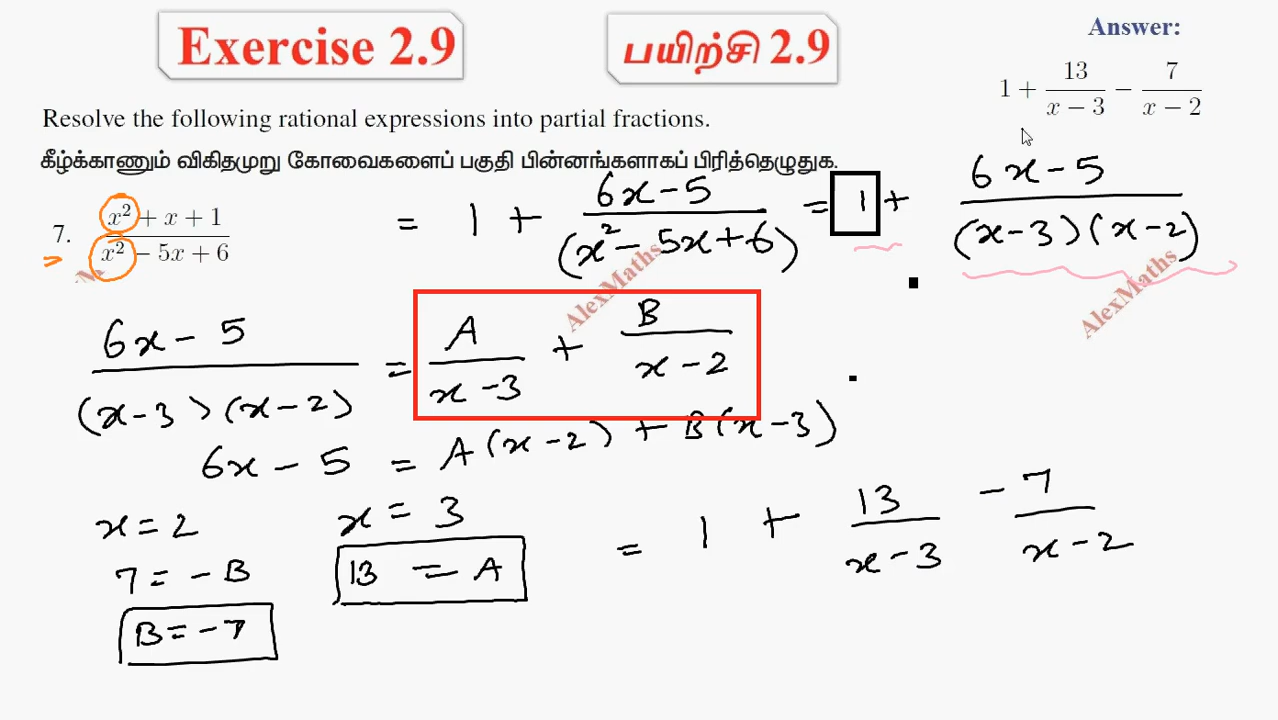 Exercise 2.9
பயிற்சி 2.9
Answer:
1 + 13/(x − 3) − 7/(x − 2)
Resolve the following rational expressions into partial fractions.
கீழ்க்காணும் விகிதமுறு கோவைகளைப் பகுதி பின்னங்களாகப் பிரித்தெழுதுக.
7. (x² + x + 1)/(x² − 5x + 6) = 1 + (6x − 5)/(x² − 5x + 6) = 1 + (6x − 5)/((x − 3)(x − 2))
AlexMaths
AlexMaths
(6x − 5)/((x − 3)(x − 2)) = A/(x − 3) + B/(x − 2)
6x − 5 = A(x − 2) + B(x − 3)
x = 2
7 = − B
B = −7
x = 3
13 = A
= 1 + 13/(x − 3) − 7/(x − 2)